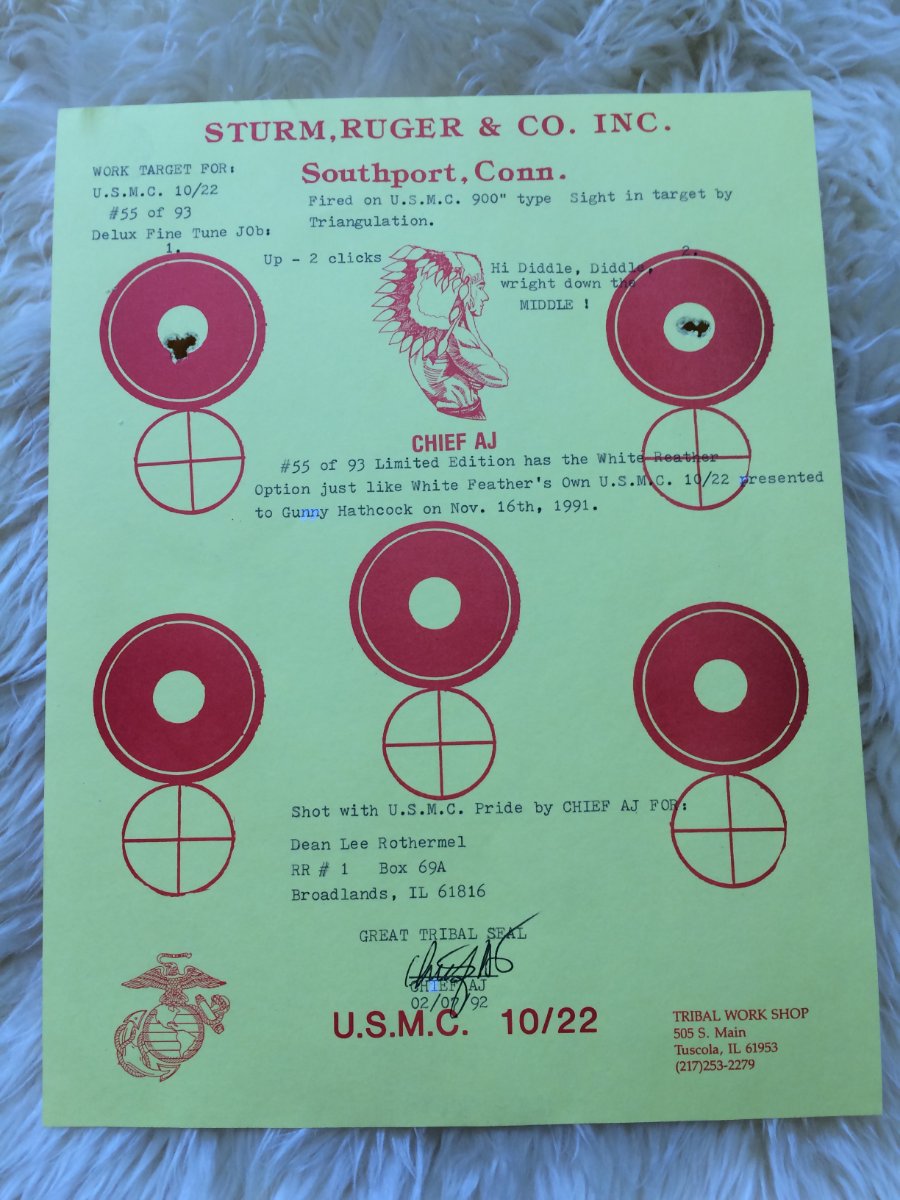 STURM, RUGER & CO. INC.
Southport, Conn.
WORK TARGET FOR:
U.S.M.C. 10/22
#55 of 93
Delux Fine Tune JOb:
1.
Fired on U.S.M.C. 900" type Sight in target by
Triangulation.
Up - 2 clicks
2.
Hi Diddle, Diddle,
wright down the
MIDDLE !
CHIEF AJ
#55 of 93 Limited Edition has the White Reather
Option just like White Feather's Own U.S.M.C. 10/22 presented
to Gunny Hathcock on Nov. 16th, 1991.
Shot with U.S.M.C. Pride by CHIEF AJ FOR:
Dean Lee Rothermel
RR # 1 Box 69A
Broadlands, IL 61816
GREAT TRIBAL SEAL
Chief AJ
CHIEF AJ
02/07/92
U.S.M.C. 10/22
TRIBAL WORK SHOP
505 S. Main
Tuscola, IL 61953
(217)253-2279